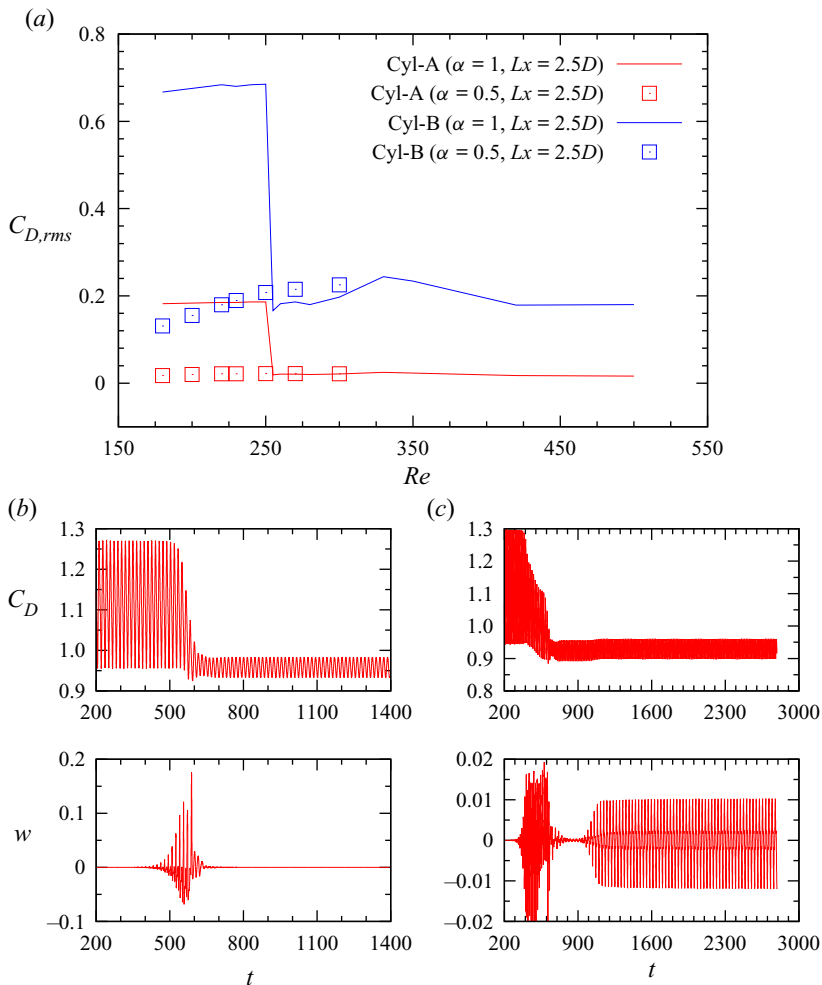 (a)
0.8
0.6
0.4
0.2
0
C_{D,rms}
Cyl-A (α = 1, Lx = 2.5D)
Cyl-A (α = 0.5, Lx = 2.5D)
Cyl-B (α = 1, Lx = 2.5D)
Cyl-B (α = 0.5, Lx = 2.5D)
150 250 350 450 550
Re
(b)
1.3
1.2
1.1
1.0
0.9
C_D
200 500 800 1100 1400
(c)
1.3
1.2
1.1
1.0
0.9
0.8
200 900 1600 2300 3000
0.2
0.1
0
–0.1
w
200 500 800 1100 1400
t
0.02
0.01
0
–0.01
–0.02
200 900 1600 2300 3000
t